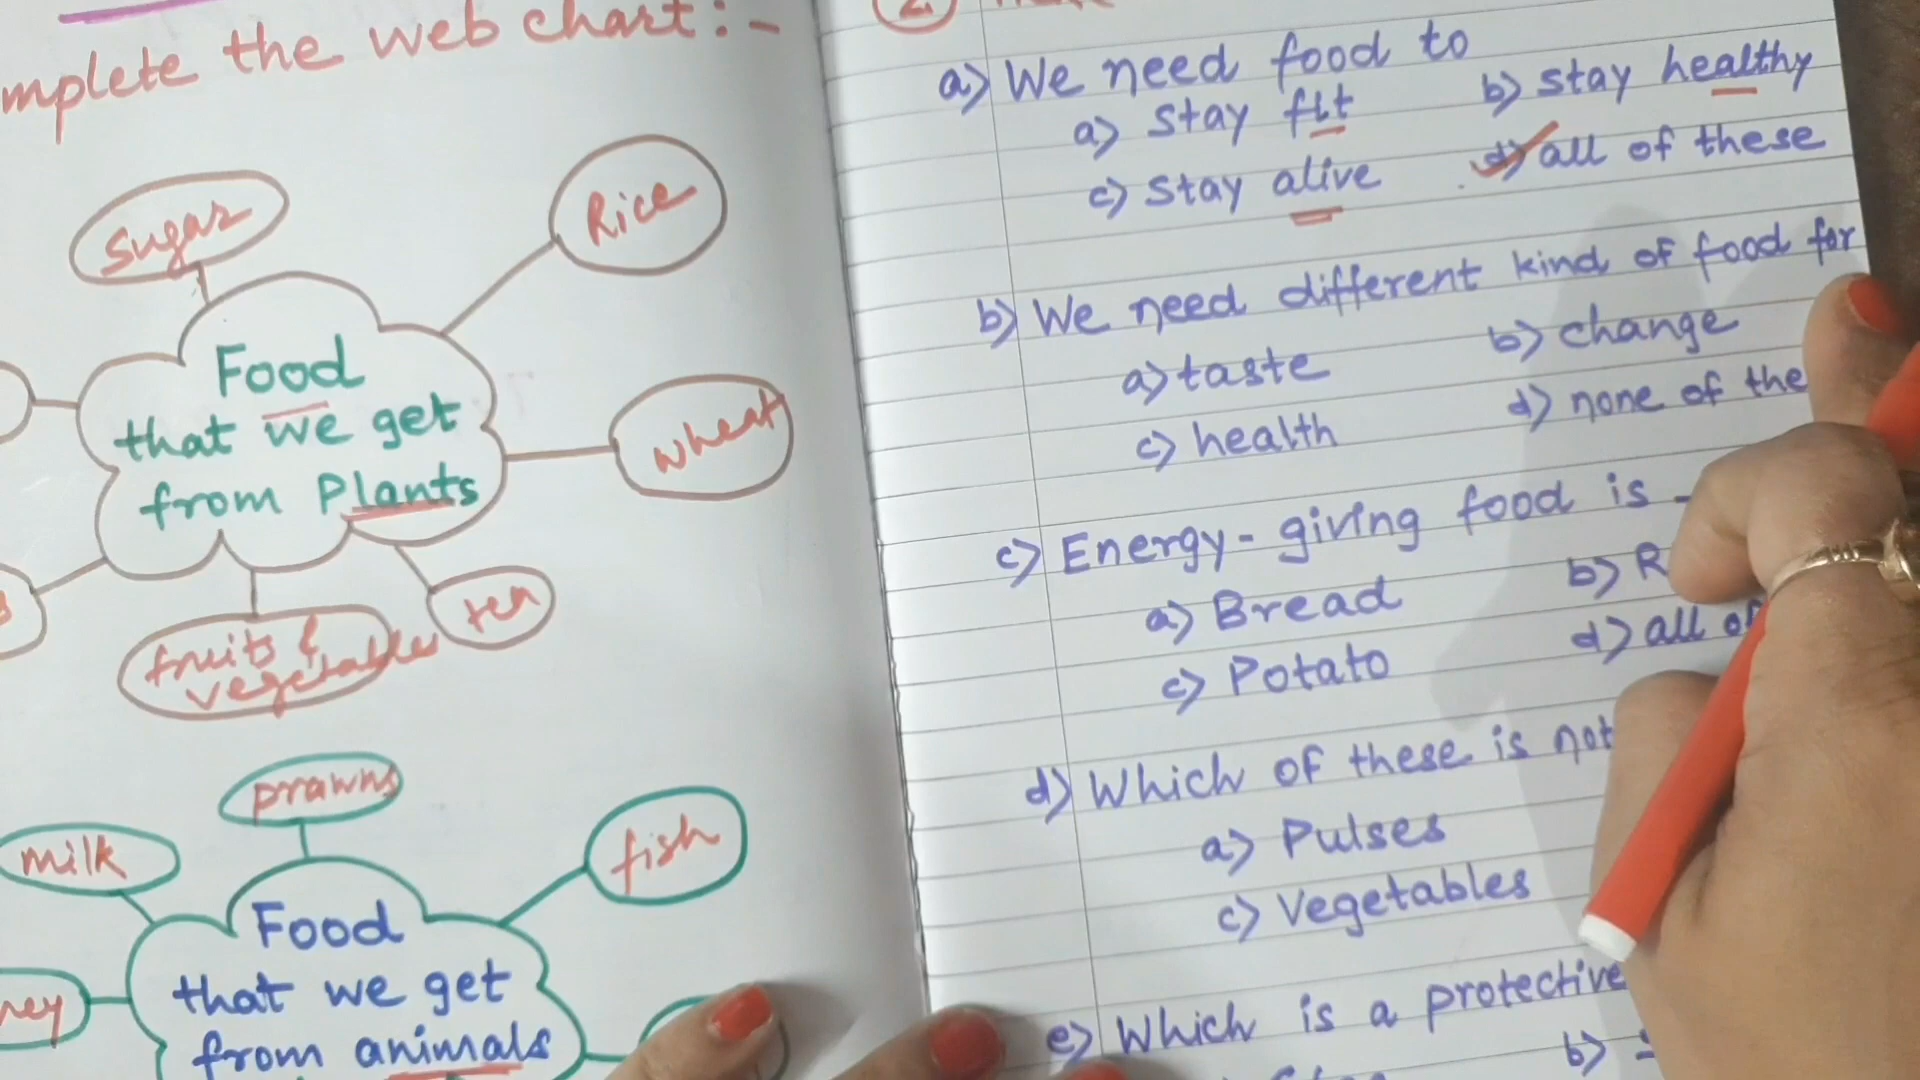 mplete the web chart:-
Sugar
Rice
Food
that we get
from Plants
wheat
tea
fruits &
vegetables
prawns
milk
fish
Food
that we get
from animals
ney
2.
a) We need food to
a) stay fit b) stay healthy
c) stay alive d) all of these
b) We need different kind of food for
a) taste b) change
c) health d) none of the
c) Energy-giving food is -
a) Bread b) R
c) Potato d) all of
d) Which of these is not
a) Pulses
c) Vegetables
e) Which is a protective
b)